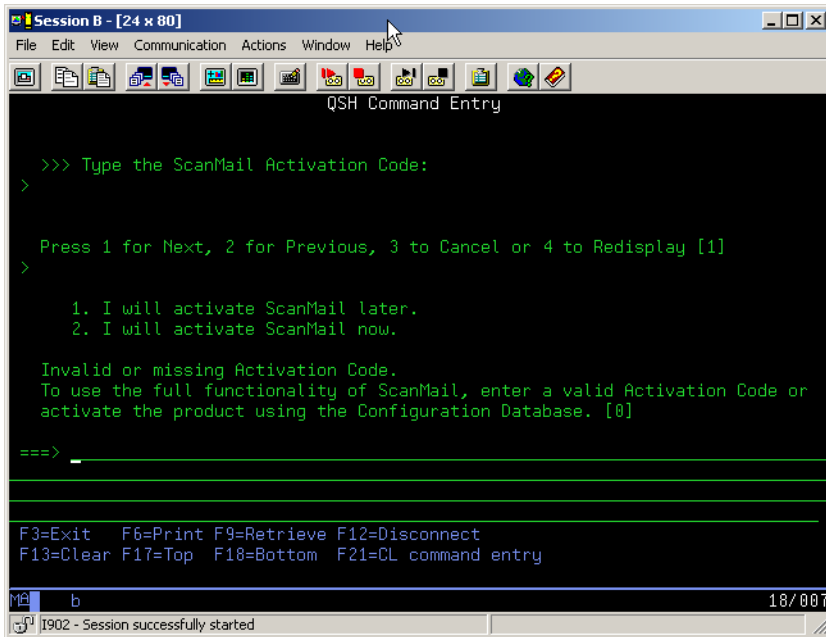 Session B - [24 x 80]
File Edit View Communication Actions Window Help
QSH Command Entry
>>> Type the ScanMail Activation Code:
>
Press 1 for Next, 2 for Previous, 3 to Cancel or 4 to Redisplay [1]
>
1. I will activate ScanMail later.
2. I will activate ScanMail now.
Invalid or missing Activation Code.
To use the full functionality of ScanMail, enter a valid Activation Code or
activate the product using the Configuration Database. [0]
===>
F3=Exit F6=Print F9=Retrieve F12=Disconnect
F13=Clear F17=Top F18=Bottom F21=CL command entry
MA b 18/007
I902 - Session successfully started